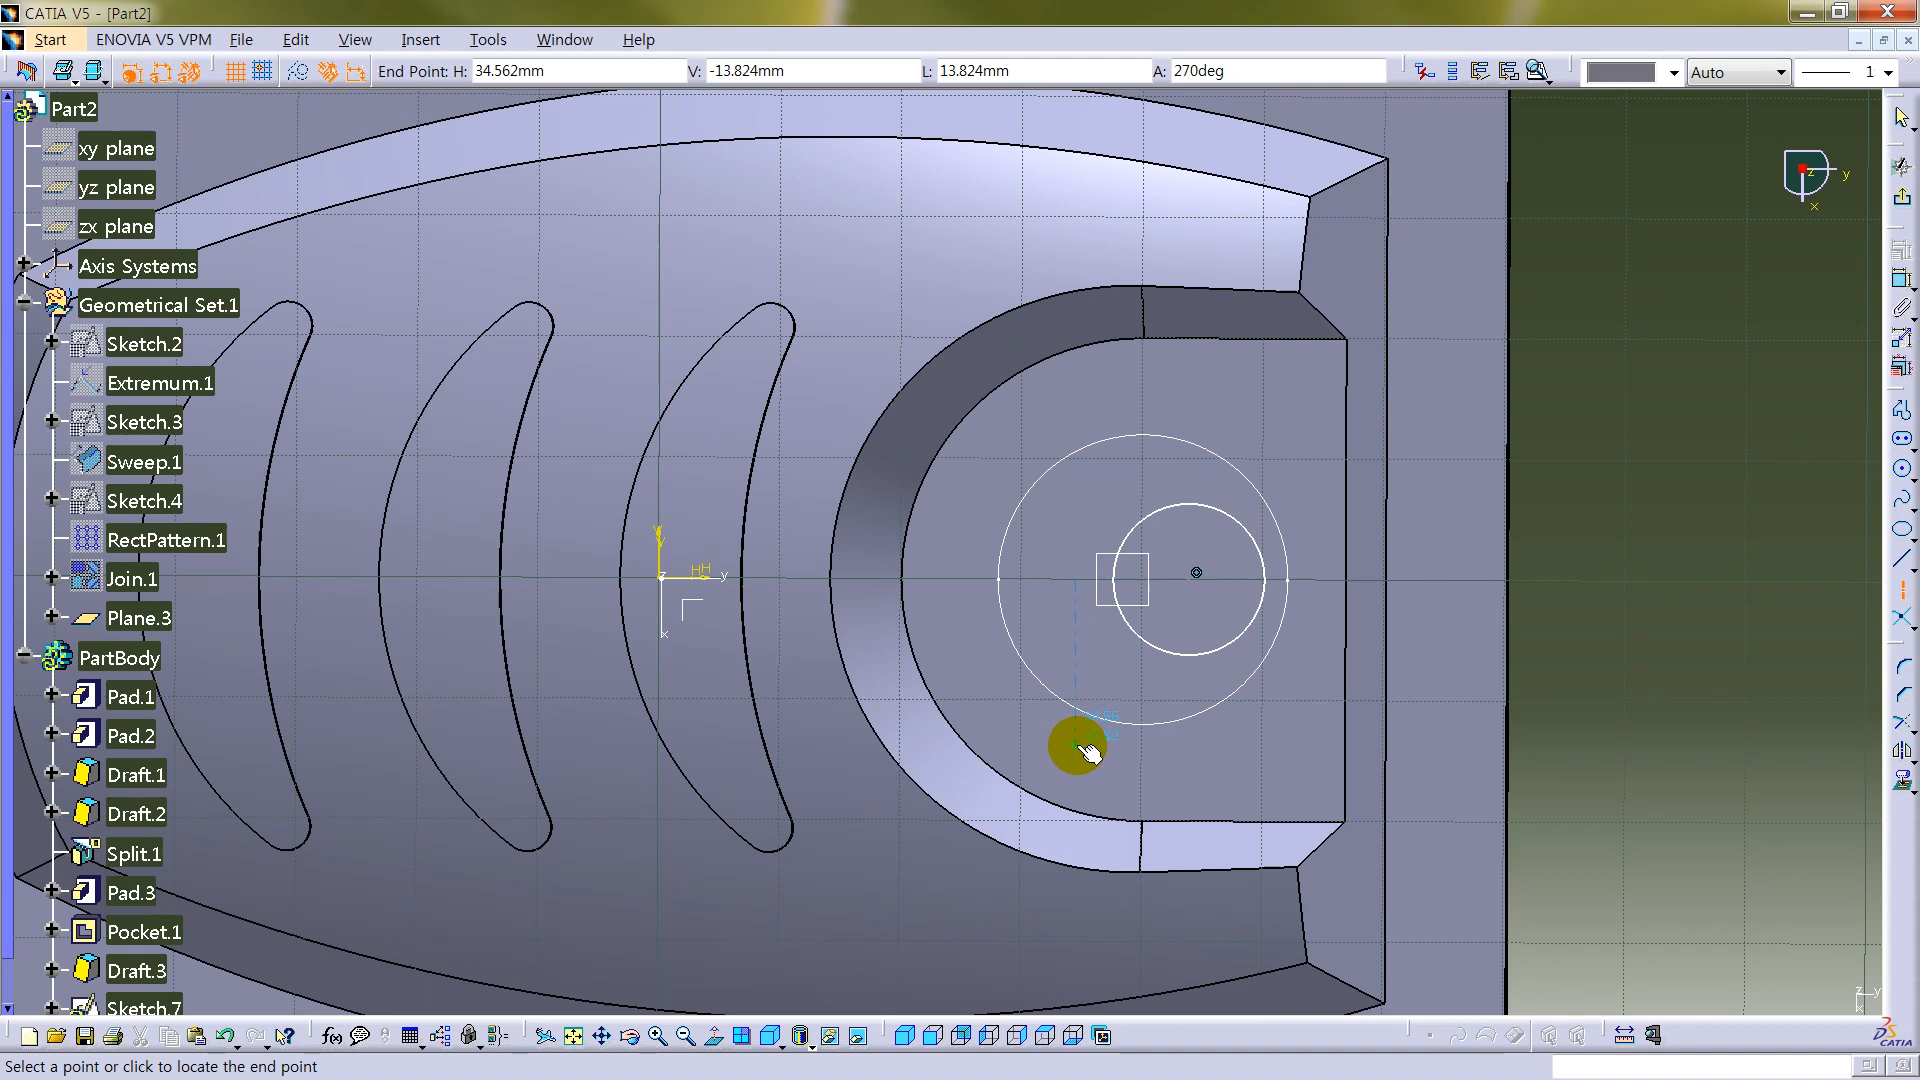 CATIA V5 - [Part2]
Start ENOVIA V5 VPM File Edit View Insert Tools Window Help
End Point: H: 34.562mm V: -13.824mm L: 13.824mm A: 270deg Auto 1
Part2
xy plane
yz plane
zx plane
Axis Systems
Geometrical Set.1
Sketch.2
Extremum.1
Sketch.3
Sweep.1
Sketch.4
RectPattern.1
Join.1
Plane.3
PartBody
Pad.1
Pad.2
Draft.1
Draft.2
Split.1
Pad.3
Pocket.1
Draft.3
Sketch.7
V
HH
y
z
x
z y
x
z y
x
f(x)
DS
CATIA
Select a point or click to locate the end point